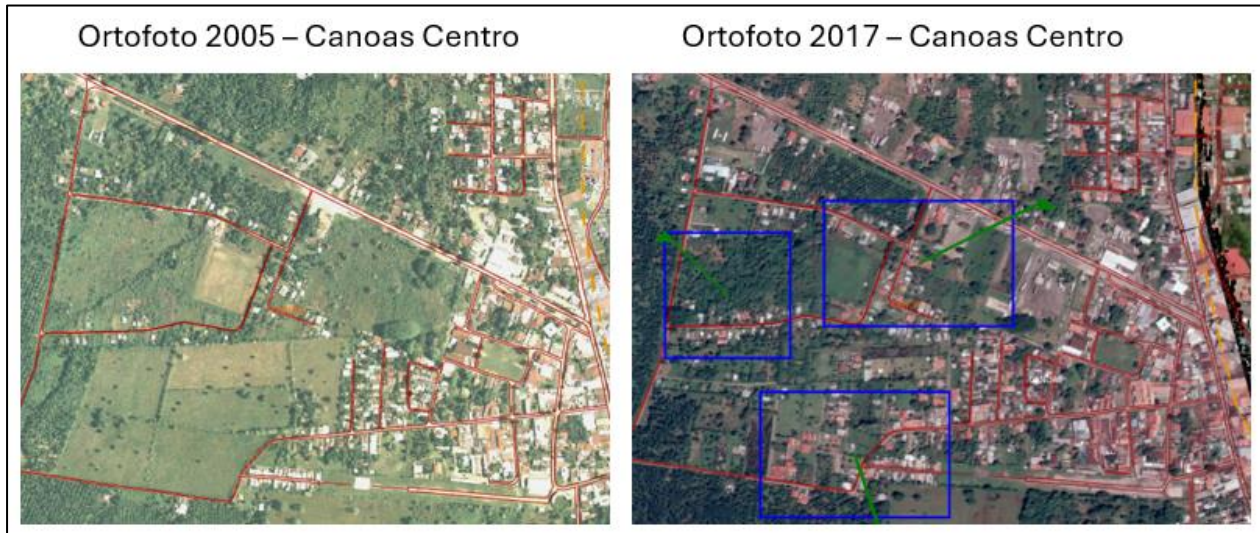 Ortofoto 2005 – Canoas Centro
Ortofoto 2017 – Canoas Centro